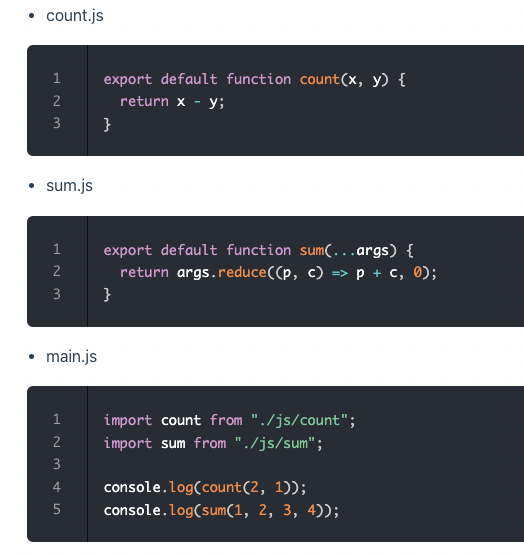 • count.js
1 export default function count(x, y) {
2   return x - y;
3 }
• sum.js
1 export default function sum(...args) {
2   return args.reduce((p, c) => p + c, 0);
3 }
• main.js
1 import count from "./js/count";
2 import sum from "./js/sum";
3
4 console.log(count(2, 1));
5 console.log(sum(1, 2, 3, 4));